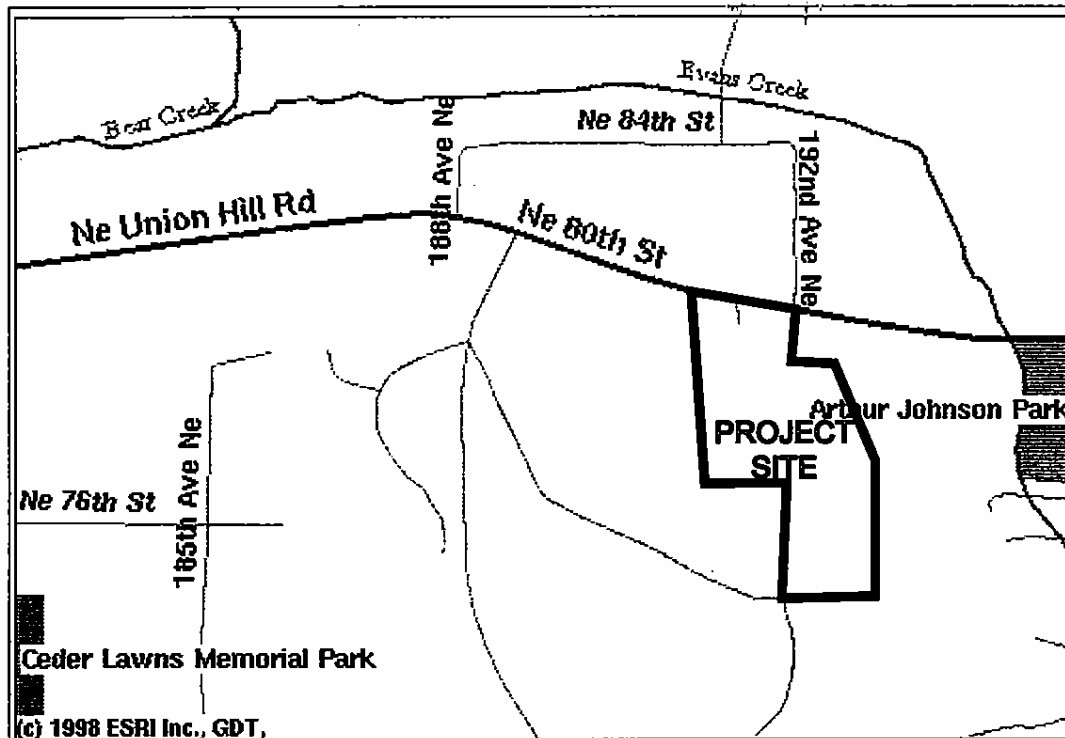 Bear Creek
Evans Creek
Ne 84th St
188th Ave Ne
192nd Ave Ne
Ne Union Hill Rd
Ne 80th St
Arthur Johnson Park
PROJECT
SITE
Ne 76th St
185th Ave Ne
Ceder Lawns Memorial Park
(c) 1998 ESRI Inc., GDT,